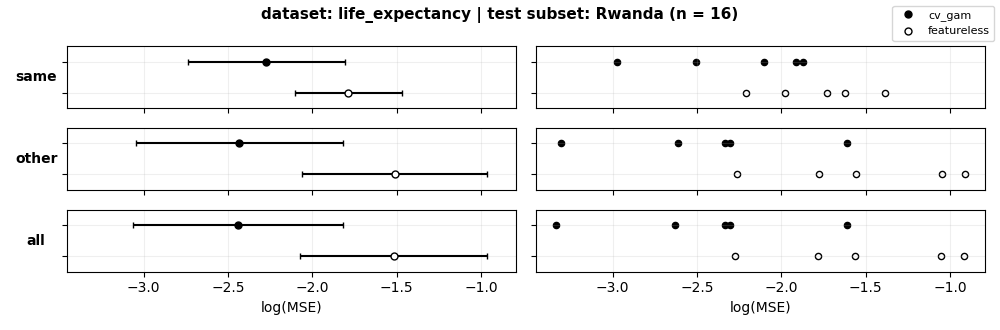 dataset: life_expectancy | test subset: Rwanda (n = 16)
cv_gam
featureless
same
other
all
−3.0 −2.5 −2.0 −1.5 −1.0
−3.0 −2.5 −2.0 −1.5 −1.0
log(MSE)
log(MSE)